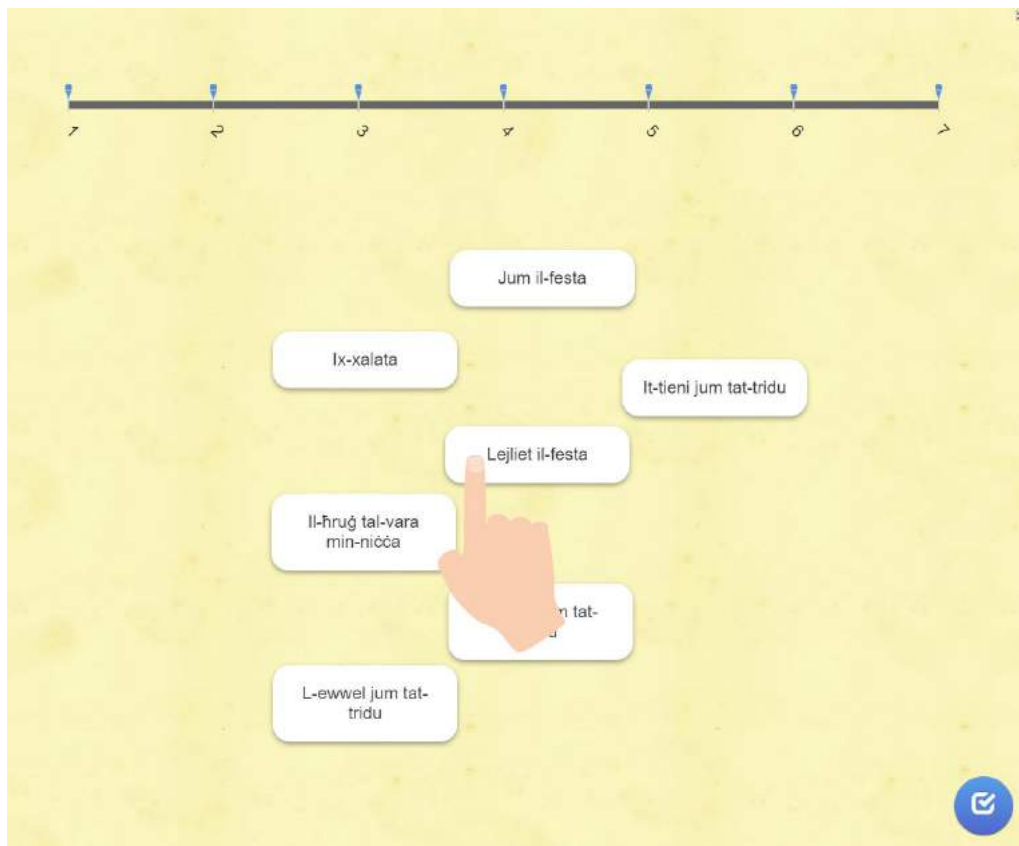 1
2
3
4
5
6
7
Jum il-festa
Ix-xalata
It-tieni jum tat-tridu
Lejliet il-festa
Il-ħruġ tal-vara
min-niċċa
tat-
L-ewwel jum tat-
tridu